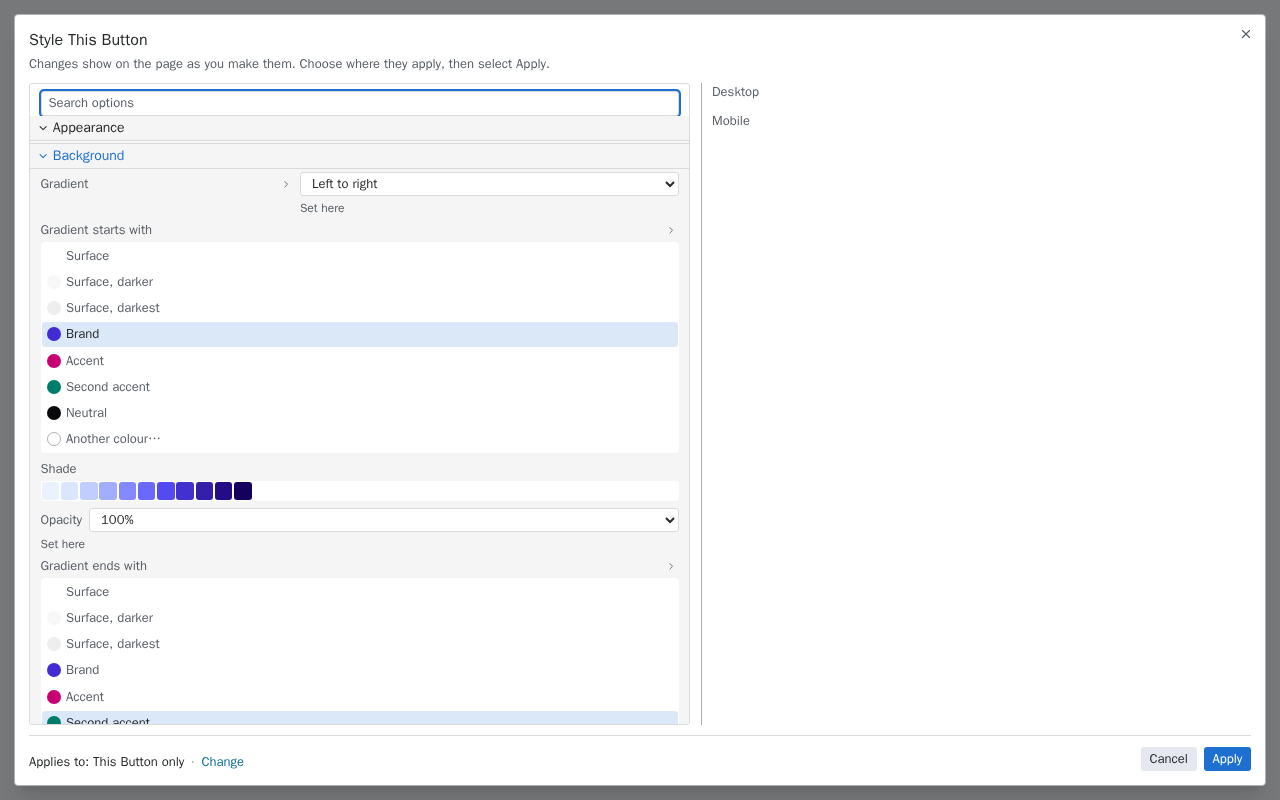 Style This Button
Changes show on the page as you make them. Choose where they apply, then select Apply.
Search options
Appearance
Background
Gradient
Left to right
Set here
Gradient starts with
Surface
Surface, darker
Surface, darkest
Brand
Accent
Second accent
Neutral
Another colour…
Shade
Opacity
100%
Set here
Gradient ends with
Surface
Surface, darker
Surface, darkest
Brand
Accent
Second accent
Desktop
Mobile
Applies to: This Button only · Change
Cancel
Apply